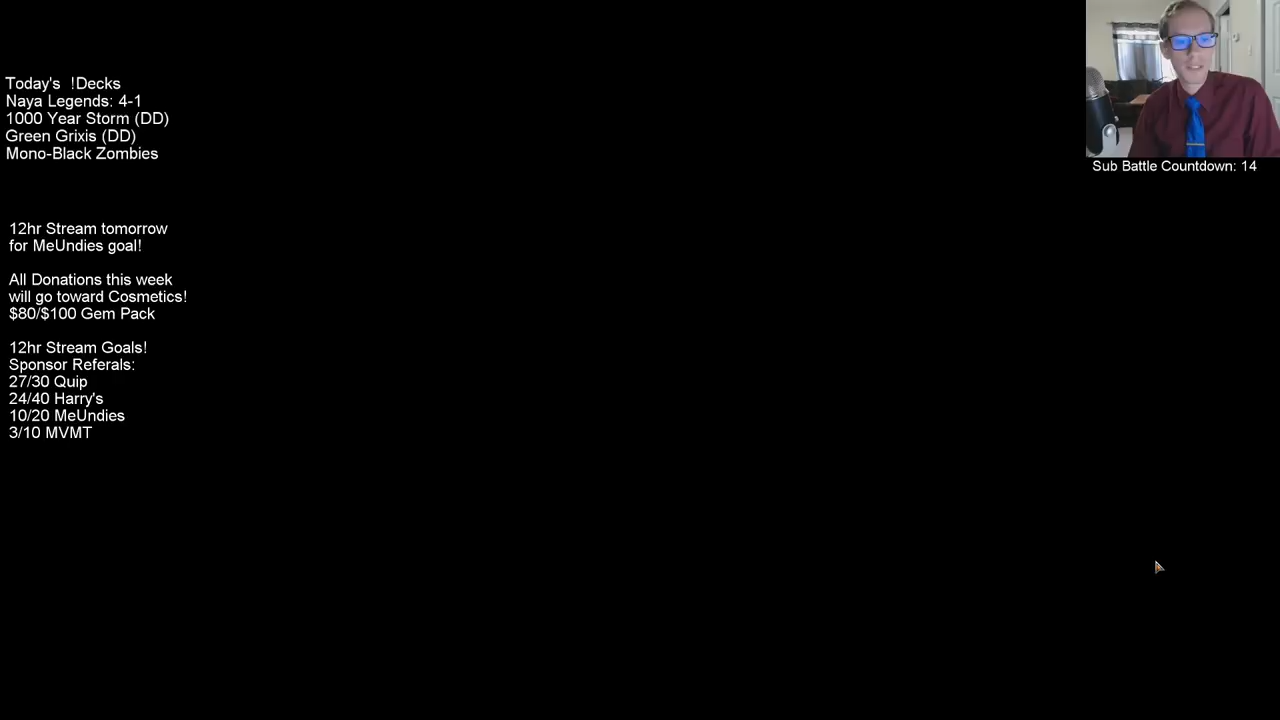 Today's !Decks
Naya Legends: 4-1
1000 Year Storm (DD)
Green Grixis (DD)
Mono-Black Zombies
12hr Stream tomorrow
for MeUndies goal!
All Donations this week
will go toward Cosmetics!
$80/$100 Gem Pack
12hr Stream Goals!
Sponsor Referals:
27/30 Quip
24/40 Harry's
10/20 MeUndies
3/10 MVMT
Sub Battle Countdown: 14